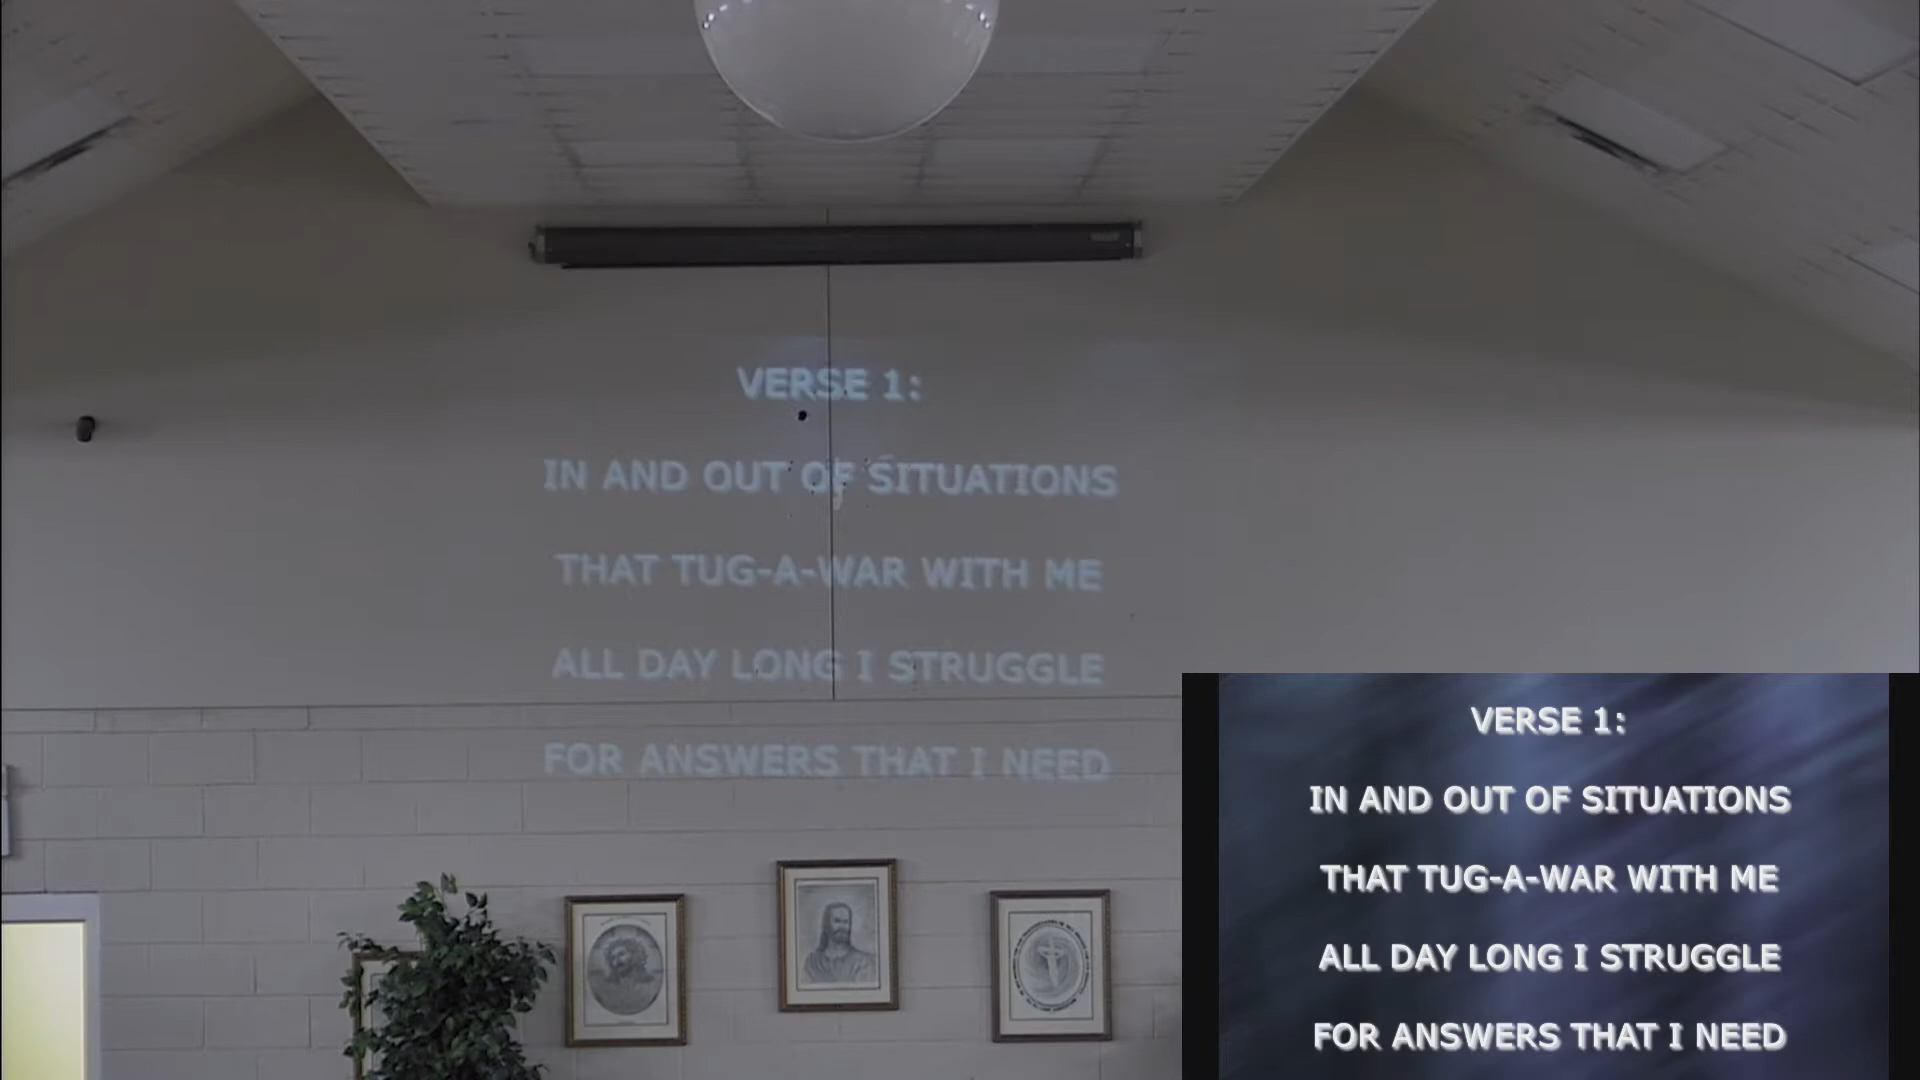 VERSE 1:
IN AND OUT OF SITUATIONS
THAT TUG-A-WAR WITH ME
ALL DAY LONG I STRUGGLE
FOR ANSWERS THAT I NEED
VERSE 1:
IN AND OUT OF SITUATIONS
THAT TUG-A-WAR WITH ME
ALL DAY LONG I STRUGGLE
FOR ANSWERS THAT I NEED